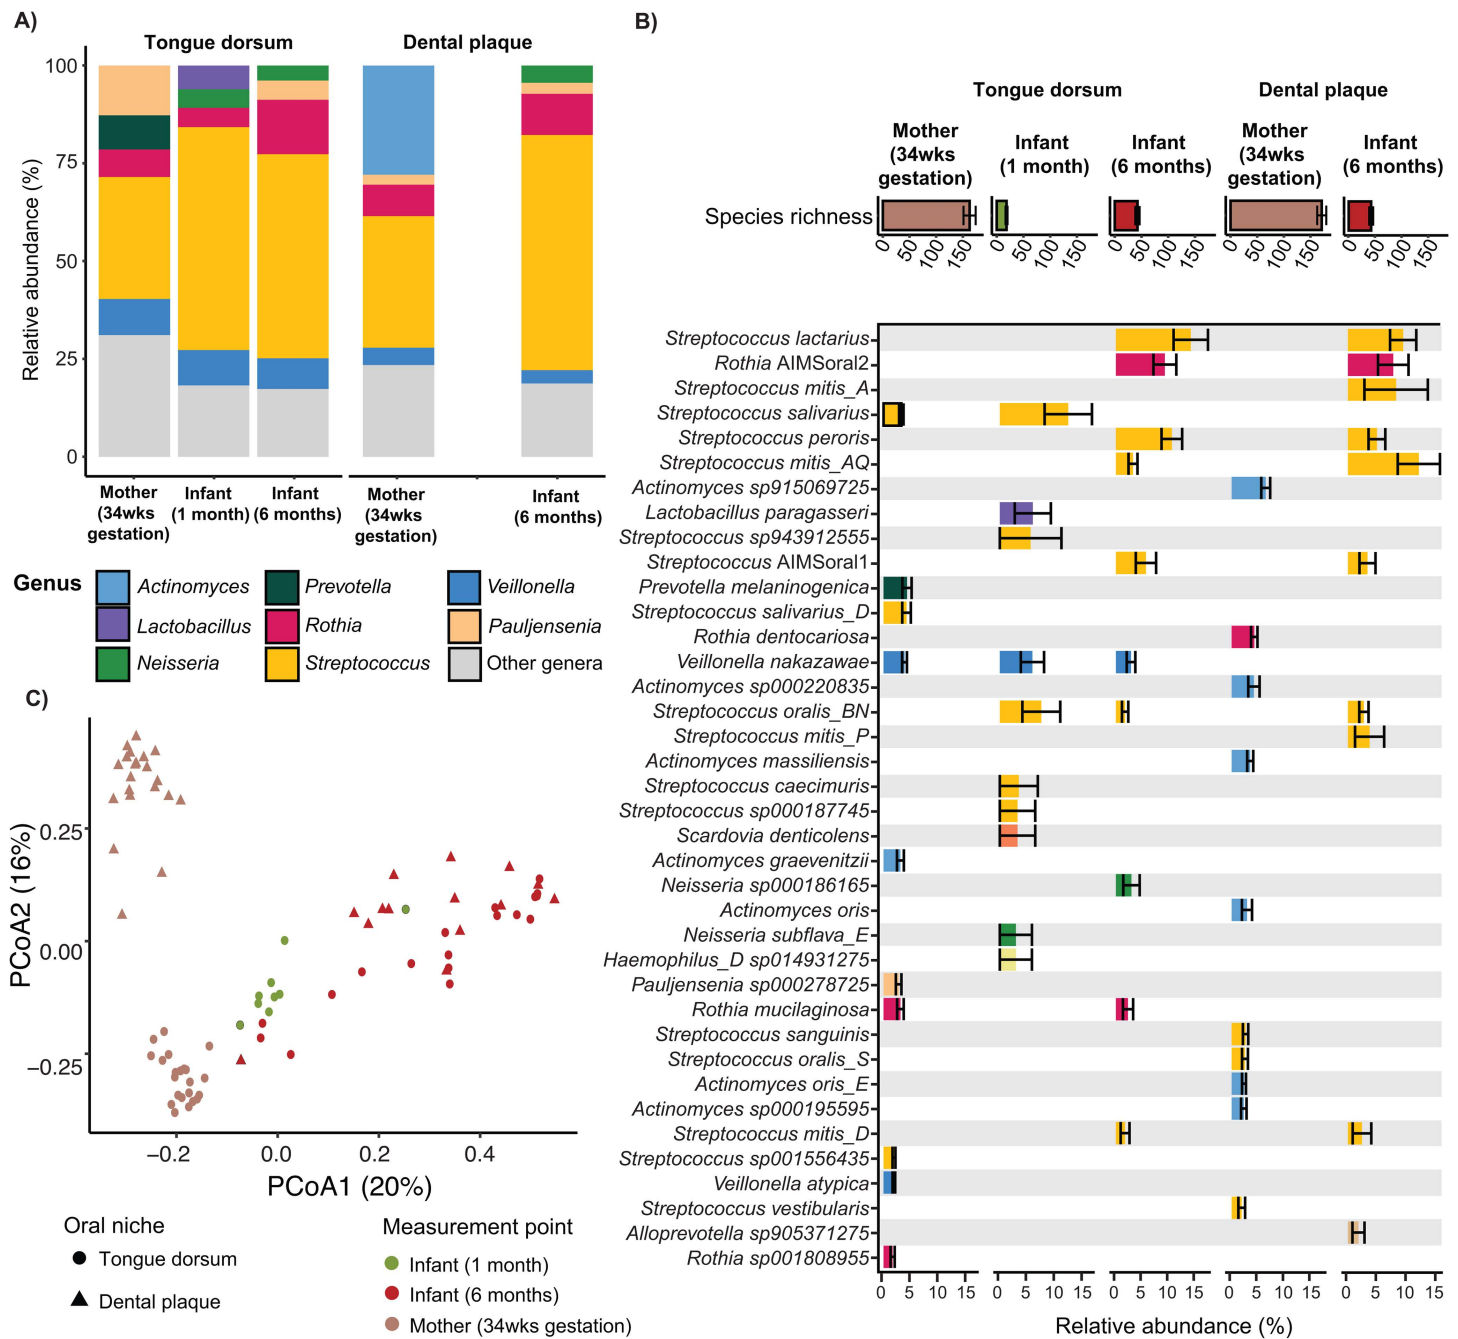 A)
Tongue dorsum
Dental plaque
Relative abundance (%)
100
75
50
25
0
Mother
(34wks
gestation)
Infant
(1 month)
Infant
(6 months)
Mother
(34wks
gestation)
Infant
(6 months)
Genus
Actinomyces
Prevotella
Veillonella
Lactobacillus
Rothia
Pauljensenia
Neisseria
Streptococcus
Other genera
B)
Tongue dorsum
Dental plaque
Mother
(34wks
gestation)
Infant
(1 month)
Infant
(6 months)
Mother
(34wks
gestation)
Infant
(6 months)
Species richness
0 50 100 150
0 50 100 150
0 50 100 150
0 50 100 150
0 50 100 150
Streptococcus lactarius
Rothia AIMSoral2
Streptococcus mitis_A
Streptococcus salivarius
Streptococcus peroris
Streptococcus mitis_AQ
Actinomyces sp915069725
Lactobacillus paragasseri
Streptococcus sp943912555
Streptococcus AIMSoral1
Prevotella melaninogenica
Streptococcus salivarius_D
Rothia dentocariosa
Veillonella nakazawae
Actinomyces sp000220835
Streptococcus oralis_BN
Streptococcus mitis_P
Actinomyces massiliensis
Streptococcus caecimuris
Streptococcus sp000187745
Scardovia denticolens
Actinomyces graevenitzii
Neisseria sp000186165
Actinomyces oris
Neisseria subflava_E
Haemophilus_D sp014931275
Pauljensenia sp000278725
Rothia mucilaginosa
Streptococcus sanguinis
Streptococcus oralis_S
Actinomyces oris_E
Actinomyces sp000195595
Streptococcus mitis_D
Streptococcus sp001556435
Veillonella atypica
Streptococcus vestibularis
Alloprevotella sp905371275
Rothia sp001808955
0 5 10 15
0 5 10 15
0 5 10 15
0 5 10 15
0 5 10 15
Relative abundance (%)
C)
PCoA2 (16%)
0.25
0.00
−0.25
−0.2 0.0 0.2 0.4
PCoA1 (20%)
Oral niche
Tongue dorsum
Dental plaque
Measurement point
Infant (1 month)
Infant (6 months)
Mother (34wks gestation)